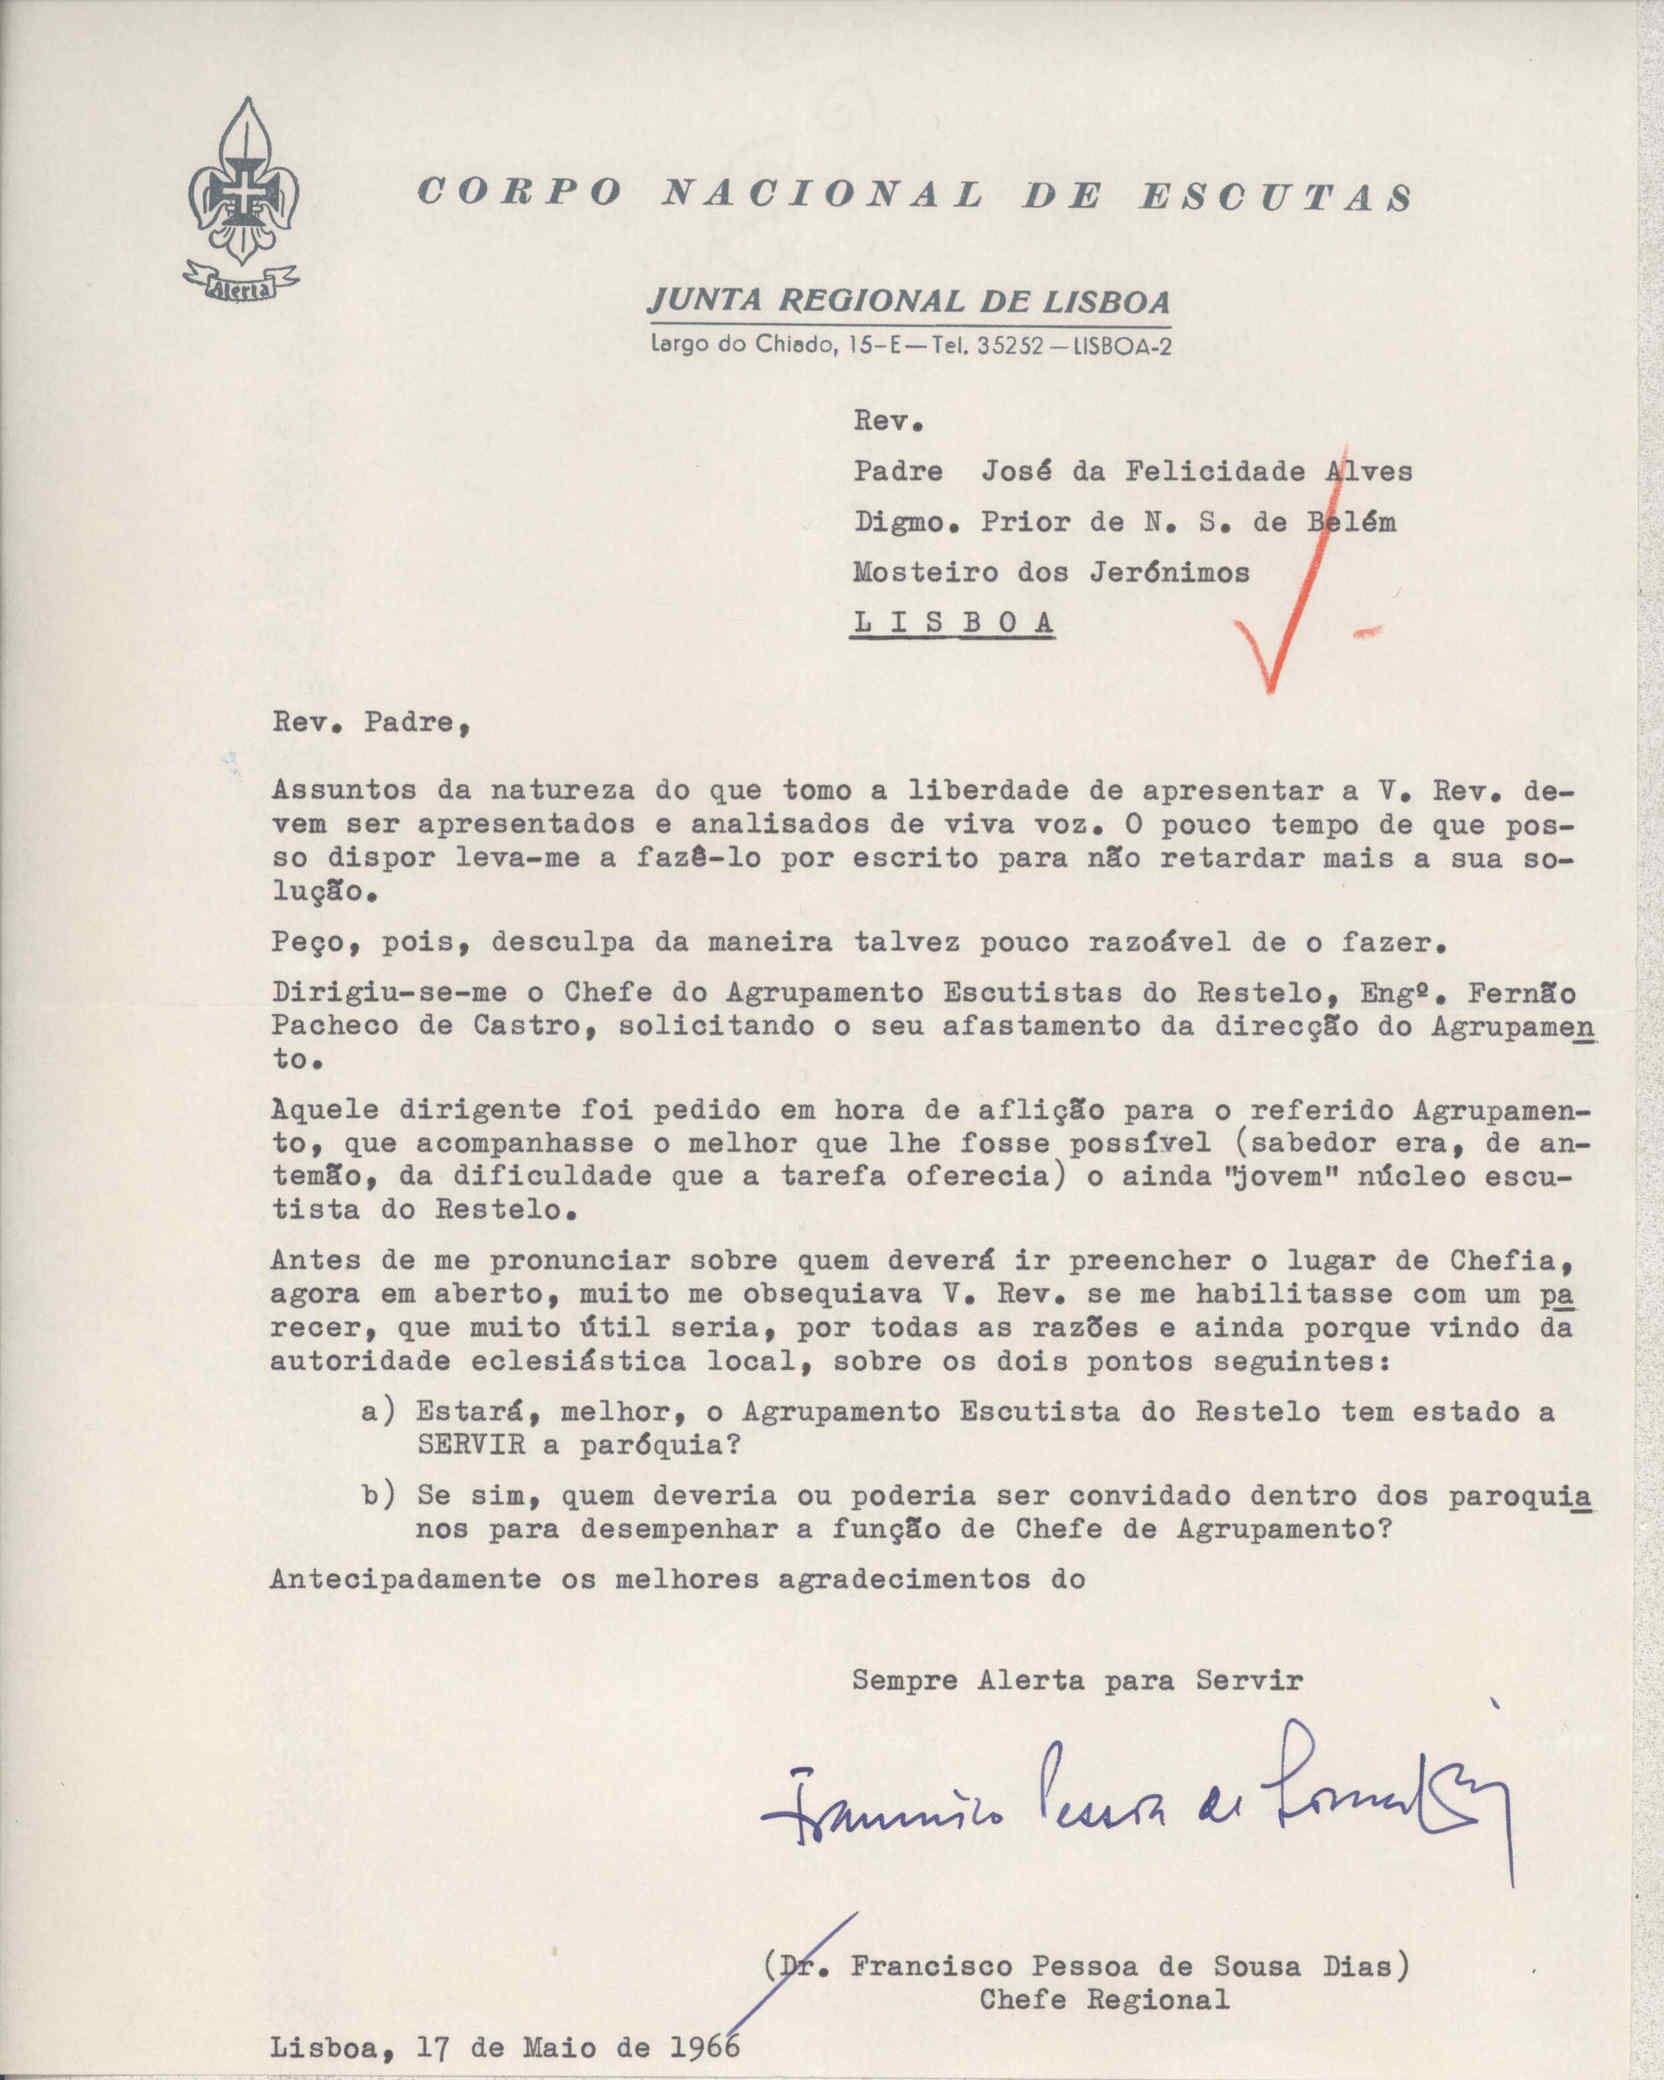 CORPO NACIONAL DE ESCUTAS
Alerta
JUNTA REGIONAL DE LISBOA
Largo do Chiado, 15-E—Tel. 35252—LISBOA-2
Rev.
Padre José da Felicidade Alves
Digmo. Prior de N. S. de Belém
Mosteiro dos Jerónimos
L I S B O A
Rev. Padre,
Assuntos da natureza do que tomo a liberdade de apresentar a V. Rev. de-
vem ser apresentados e analisados de viva voz. O pouco tempo de que pos-
so dispor leva-me a fazê-lo por escrito para não retardar mais a sua so-
lução.
Peço, pois, desculpa da maneira talvez pouco razoável de o fazer.
Dirigiu-se-me o Chefe do Agrupamento Escutistas do Restelo, Engº. Fernão
Pacheco de Castro, solicitando o seu afastamento da direcção do Agrupamen
to.
Aquele dirigente foi pedido em hora de aflição para o referido Agrupamen-
to, que acompanhasse o melhor que lhe fosse possível (sabedor era, de an-
temão, da dificuldade que a tarefa oferecia) o ainda "jovem" núcleo escu-
tista do Restelo.
Antes de me pronunciar sobre quem deverá ir preencher o lugar de Chefia,
agora em aberto, muito me obsequiava V. Rev. se me habilitasse com um pa
recer, que muito útil seria, por todas as razões e ainda porque vindo da
autoridade eclesiástica local, sobre os dois pontos seguintes:
a) Estará, melhor, o Agrupamento Escutista do Restelo tem estado a
SERVIR a paróquia?
b) Se sim, quem deveria ou poderia ser convidado dentro dos paroquia
nos para desempenhar a função de Chefe de Agrupamento?
Antecipadamente os melhores agradecimentos do
Sempre Alerta para Servir
Francisco Pessoa de Sousa Dias
(Dr. Francisco Pessoa de Sousa Dias)
Chefe Regional
Lisboa, 17 de Maio de 1966